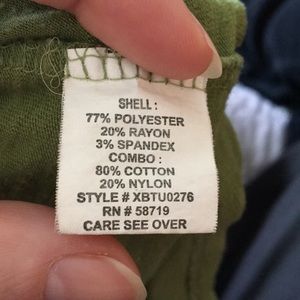 SHELL :
77% POLYESTER
20% RAYON
3% SPANDEX
COMBO :
80% COTTON
20% NYLON
STYLE # XBTU0276
RN # 58719
CARE SEE OVER